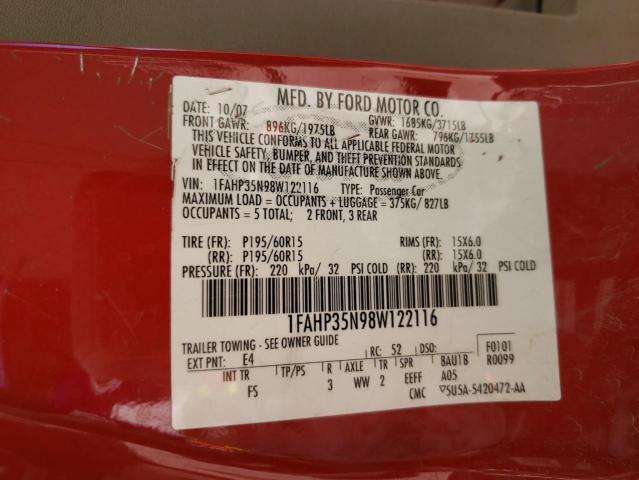 MFD. BY FORD MOTOR CO.
DATE: 10/07 GVWR: 1685KG/3715LB
FRONT GAWR: 896KG/1975LB REAR GAWR: 796KG/1755LB
THIS VEHICLE CONFORMS TO ALL APPLICABLE FEDERAL MOTOR
VEHICLE SAFETY, BUMPER, AND THEFT PREVENTION STANDARDS
IN EFFECT ON THE DATE OF MANUFACTURE SHOWN ABOVE.
VIN: 1FAHP35N98W122116 TYPE: Passenger Car
MAXIMUM LOAD = OCCUPANTS + LUGGAGE = 375KG/ 827LB
OCCUPANTS = 5 TOTAL; 2 FRONT, 3 REAR
TIRE (FR): P195/60R15 RIMS (FR): 15X6.0
(RR): P195/60R15 (RR): 15X6.0
PRESSURE (FR): 220 kPa/ 32 PSI COLD (RR): 220 kPa/ 32 PSI COLD
1FAHP35N98W122116
TRAILER TOWING - SEE OWNER GUIDE
EXT PNT: E4 RC: 52 DSO: F0101
INT TR TP/PS R AXLE TR SPR BAU1B R0099
FS 3 WW 2 EEFF A05
CMC ▽5U5A-5420472-AA